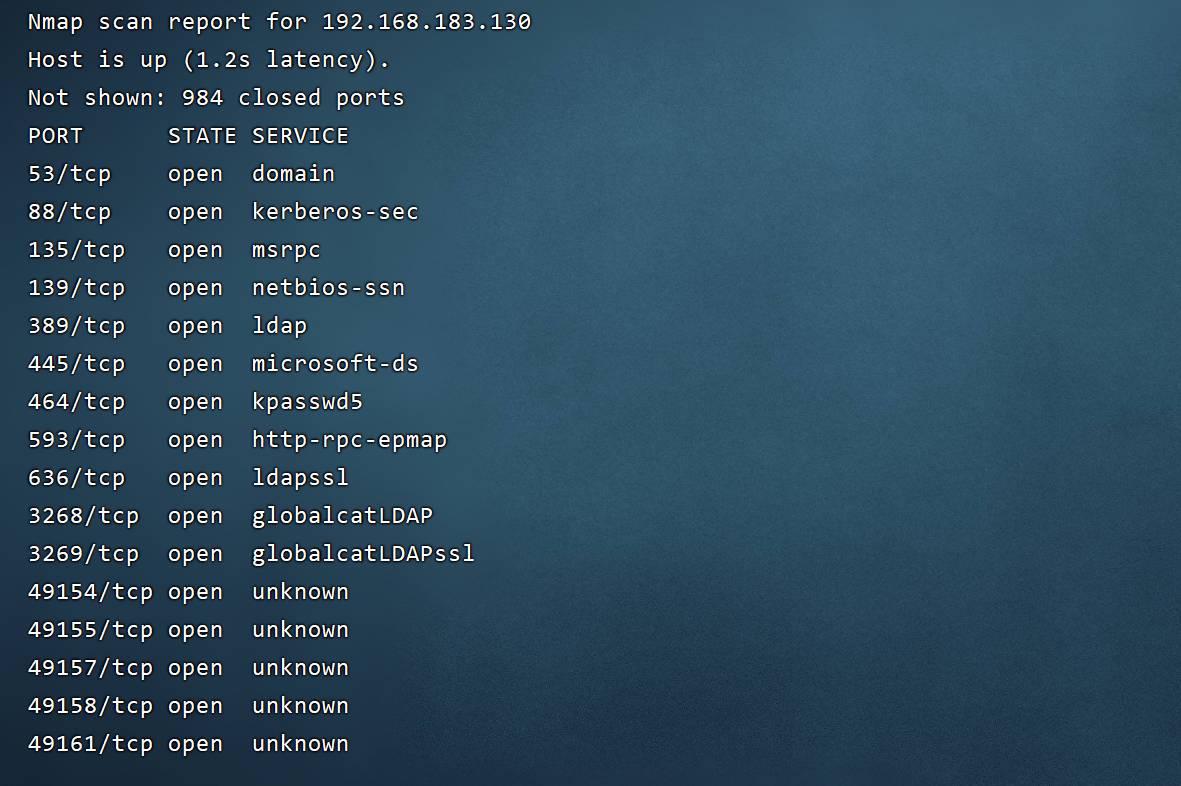 Nmap scan report for 192.168.183.130
Host is up (1.2s latency).
Not shown: 984 closed ports
PORT      STATE SERVICE
53/tcp    open  domain
88/tcp    open  kerberos-sec
135/tcp   open  msrpc
139/tcp   open  netbios-ssn
389/tcp   open  ldap
445/tcp   open  microsoft-ds
464/tcp   open  kpasswd5
593/tcp   open  http-rpc-epmap
636/tcp   open  ldapssl
3268/tcp  open  globalcatLDAP
3269/tcp  open  globalcatLDAPssl
49154/tcp open  unknown
49155/tcp open  unknown
49157/tcp open  unknown
49158/tcp open  unknown
49161/tcp open  unknown